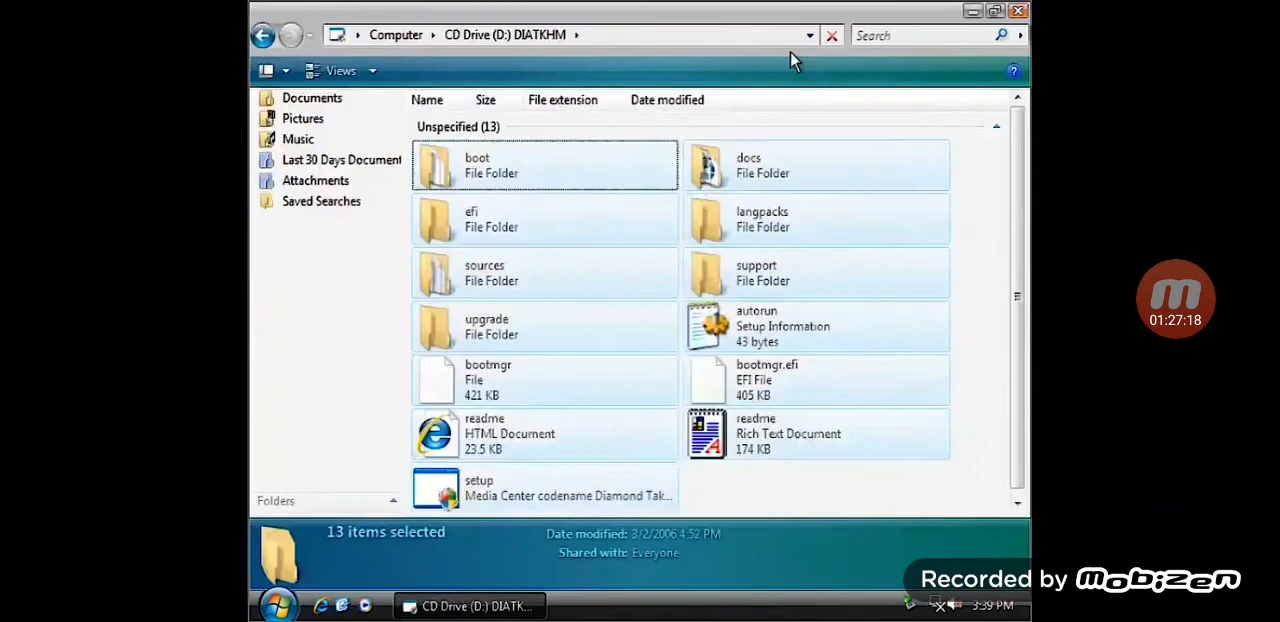 Computer
CD Drive (D:) DIATKHM
Search
Views
?
Documents
Pictures
Music
Last 30 Days Document
Attachments
Saved Searches
Folders
Name Size File extension Date modified
Unspecified (13)
boot
File Folder
docs
File Folder
efi
File Folder
langpacks
File Folder
sources
File Folder
support
File Folder
upgrade
File Folder
autorun
Setup Information
43 bytes
bootmgr
File
421 KB
bootmgr.efi
EFI File
405 KB
readme
HTML Document
23.5 KB
readme
Rich Text Document
174 KB
setup
Media Center codename Diamond Tak...
13 items selected
Date modified: 3/2/2006 4:52 PM
Shared with: Everyone
CD Drive (D:) DIATK...
3:39 PM
01:27:18
Recorded by mobizen